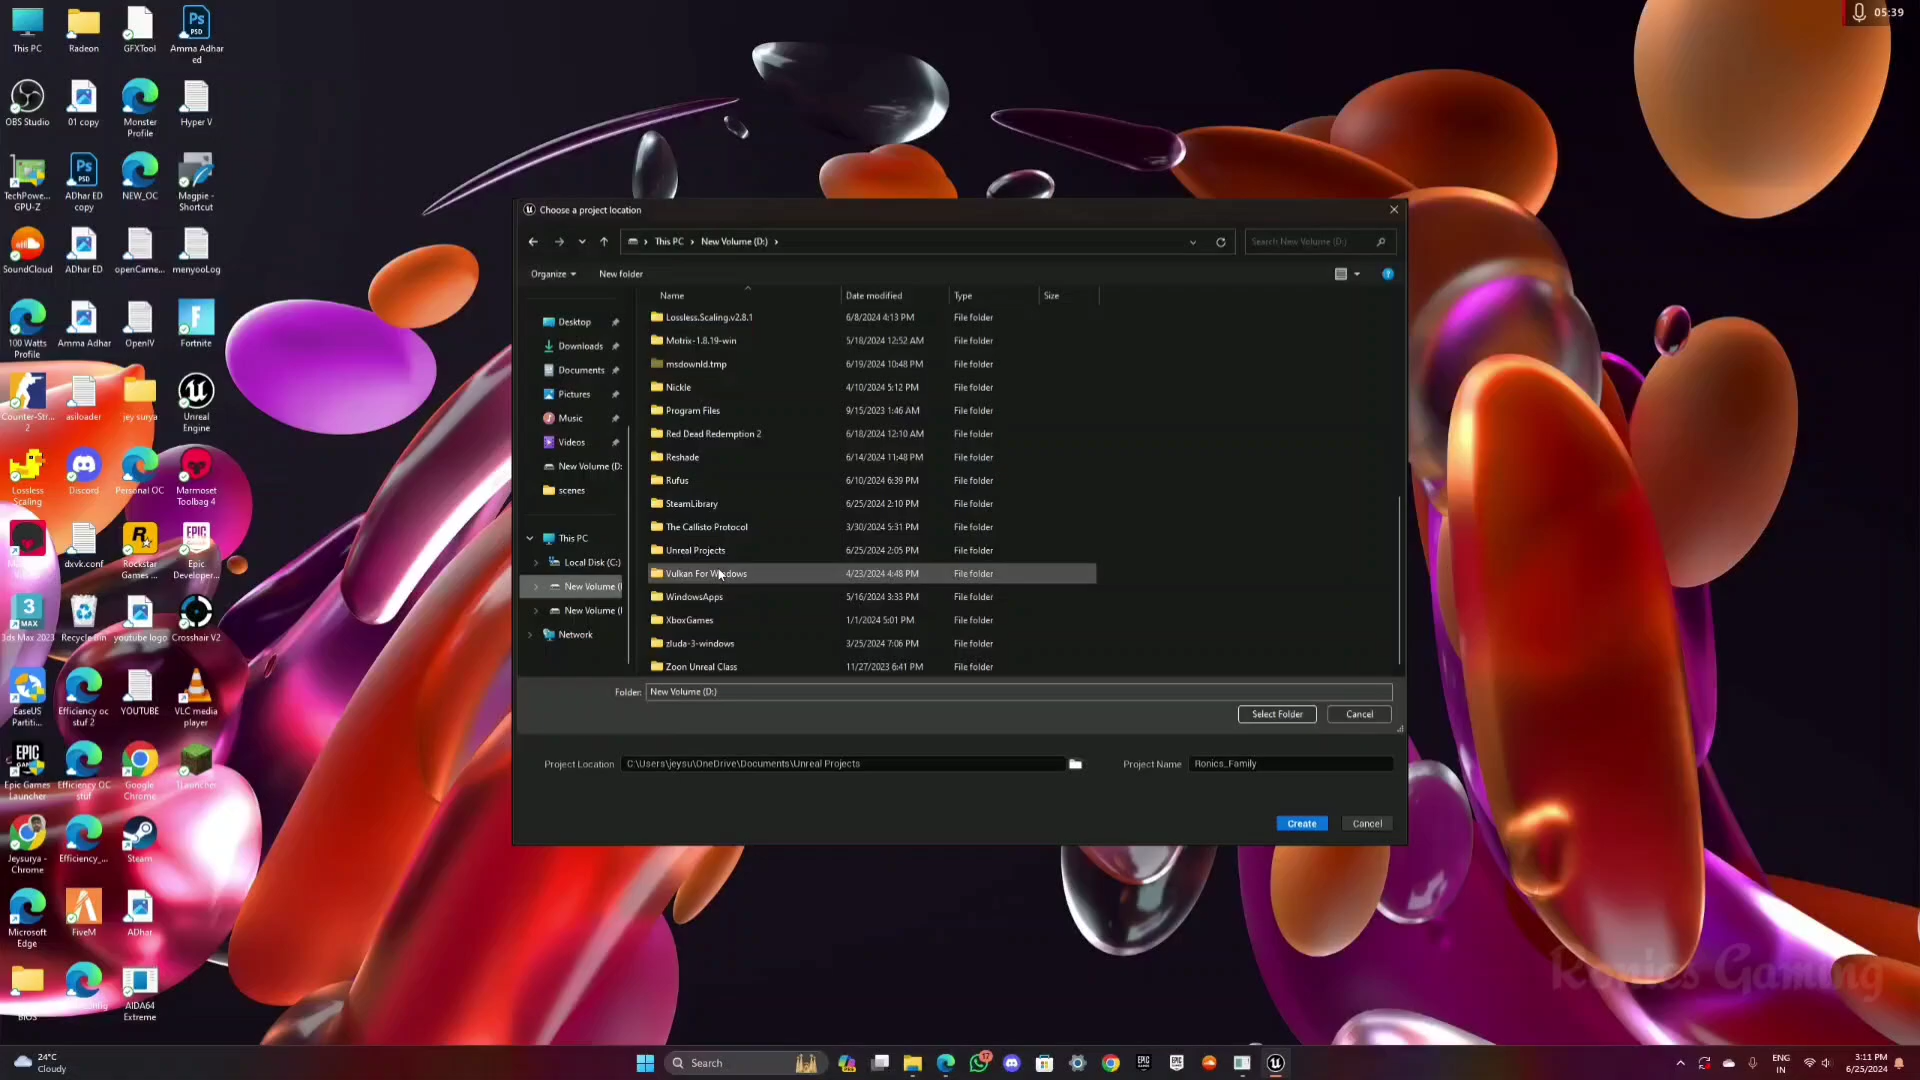 This PC
Radeon
GFXTool
Amma Adhar
ed
05:39
OBS Studio
01 copy
Monster
Profile
Hyper V
TechPowe...
GPU-Z
ADhar ED
copy
NEW_OC
Magpie -
Shortcut
SoundCloud
ADhar ED
openCame...
menyooLog
100 Watts
Profile
Amma Adhar
OpenIV
Fortnite
Counter-Str...
2
asiloader
jey surya
Unreal
Engine
Lossless
Scaling
Discord
Personal OC
Marmoset
Toolbag 4
dxvk.conf
Rockstar
Games ...
Epic
Developer...
3ds Max 2023
Recycle Bin
youtube logo
Crosshair V2
EaseUS
Partiti...
Efficiency oc
stuf 2
YOUTUBE
VLC media
player
Epic Games
Launcher
Efficiency OC
stuf
Google
Chrome
TLauncher
Jeysurya -
Chrome
Efficiency_...
Steam
Microsoft
Edge
FiveM
ADhar
BIOS
AIDA64
Extreme
Choose a project location
This PC > New Volume (D:) >
Search New Volume (D:)
Organize
New folder
Name Date modified Type Size
Desktop
Downloads
Documents
Pictures
Music
Videos
New Volume (D:
scenes
This PC
Local Disk (C:)
New Volume (
New Volume (
Network
Lossless.Scaling.v2.8.1 6/8/2024 4:13 PM File folder
Motrix-1.8.19-win 5/18/2024 12:52 AM File folder
msdownld.tmp 6/19/2024 10:48 PM File folder
Nickle 4/10/2024 5:12 PM File folder
Program Files 9/15/2023 1:46 AM File folder
Red Dead Redemption 2 6/18/2024 12:10 AM File folder
Reshade 6/14/2024 11:48 PM File folder
Rufus 6/10/2024 6:39 PM File folder
SteamLibrary 6/25/2024 2:10 PM File folder
The Callisto Protocol 3/30/2024 5:31 PM File folder
Unreal Projects 6/25/2024 2:05 PM File folder
Vulkan For Windows 4/23/2024 4:48 PM File folder
WindowsApps 5/16/2024 3:33 PM File folder
XboxGames 1/1/2024 5:01 PM File folder
zluda-3-windows 3/25/2024 7:06 PM File folder
Zoon Unreal Class 11/27/2023 6:41 PM File folder
Folder: New Volume (D:)
Select Folder
Cancel
Project Location C:\Users\jeysu\OneDrive\Documents\Unreal Projects
Project Name Ronics_Family
Create
Cancel
Ronics Gaming
24°C
Cloudy
Search
17
ENG
IN
3:11 PM
6/25/2024